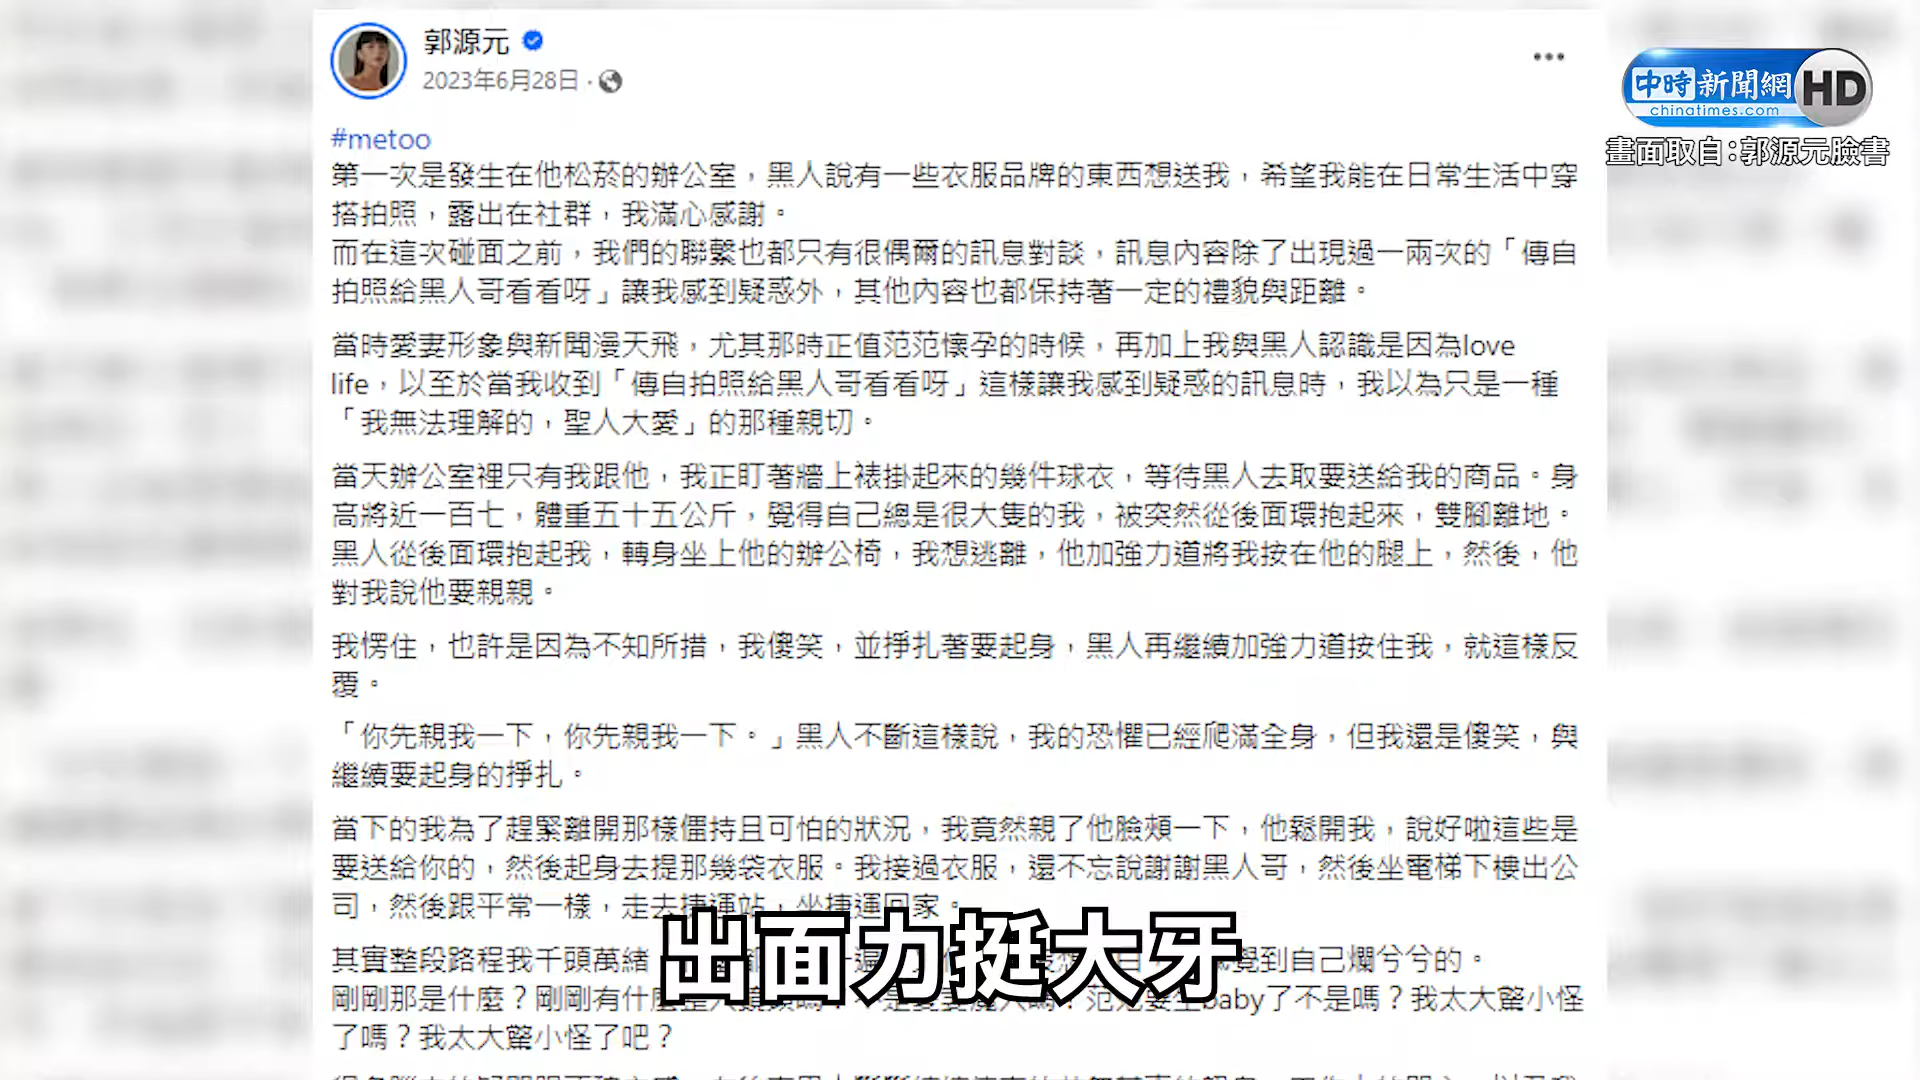 郭源元
2023年6月28日
中時新聞網 HD
chinatimes.com
畫面取自:郭源元臉書
#metoo
第一次是發生在他松菸的辦公室，黑人說有一些衣服品牌的東西想送我，希望我能在日常生活中穿
搭拍照，露出在社群，我滿心感謝。
而在這次碰面之前，我們的聯繫也都只有很偶爾的訊息對談，訊息內容除了出現過一兩次的「傳自
拍照給黑人哥看看呀」讓我感到疑惑外，其他內容也都保持著一定的禮貌與距離。
當時愛妻形象與新聞漫天飛，尤其那時正值范范懷孕的時候，再加上我與黑人認識是因為love
life，以至於當我收到「傳自拍照給黑人哥看看呀」這樣讓我感到疑惑的訊息時，我以為只是一種
「我無法理解的，聖人大愛」的那種親切。
當天辦公室裡只有我跟他，我正盯著牆上裱掛起來的幾件球衣，等待黑人去取要送給我的商品。身
高將近一百七，體重五十五公斤，覺得自己總是很大隻的我，被突然從後面環抱起來，雙腳離地。
黑人從後面環抱起我，轉身坐上他的辦公椅，我想逃離，他加強力道將我按在他的腿上，然後，他
對我說他要親親。
我愣住，也許是因為不知所措，我傻笑，並掙扎著要起身，黑人再繼續加強力道按住我，就這樣反
覆。
「你先親我一下，你先親我一下。」黑人不斷這樣說，我的恐懼已經爬滿全身，但我還是傻笑，與
繼續要起身的掙扎。
當下的我為了趕緊離開那樣僵持且可怕的狀況，我竟然親了他臉頰一下，他鬆開我，說好啦這些是
要送給你的，然後起身去提那幾袋衣服。我接過衣服，還不忘說謝謝黑人哥，然後坐電梯下樓出公
司，然後跟平常一樣，走去捷運站，坐捷運回家。
其實整段路程我千頭萬緒 覺到自己爛兮兮的。
剛剛那是什麼？剛剛有什麼 baby了不是嗎？我太大驚小怪
了嗎？我太大驚小怪了吧？
出面力挺大牙